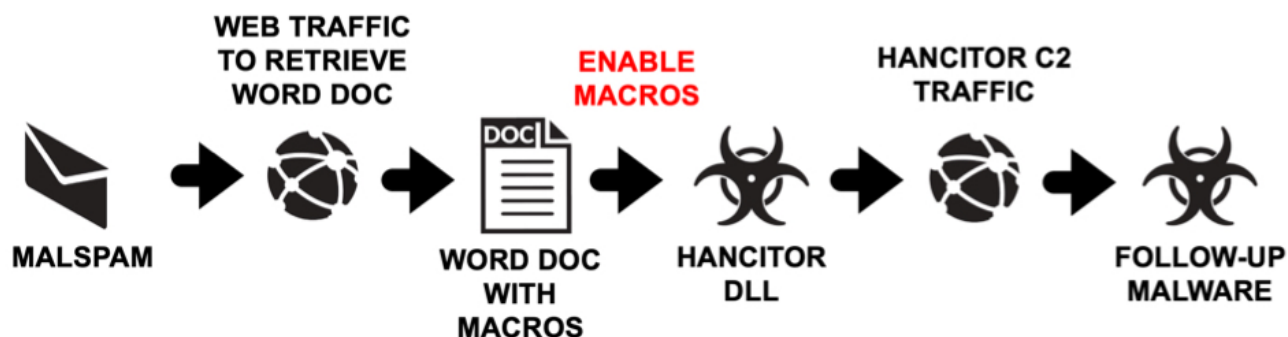 WEB TRAFFIC
TO RETRIEVE
WORD DOC
ENABLE
MACROS
HANCITOR C2
TRAFFIC
DOC
MALSPAM
WORD DOC
WITH
MACROS
HANCITOR
DLL
FOLLOW-UP
MALWARE